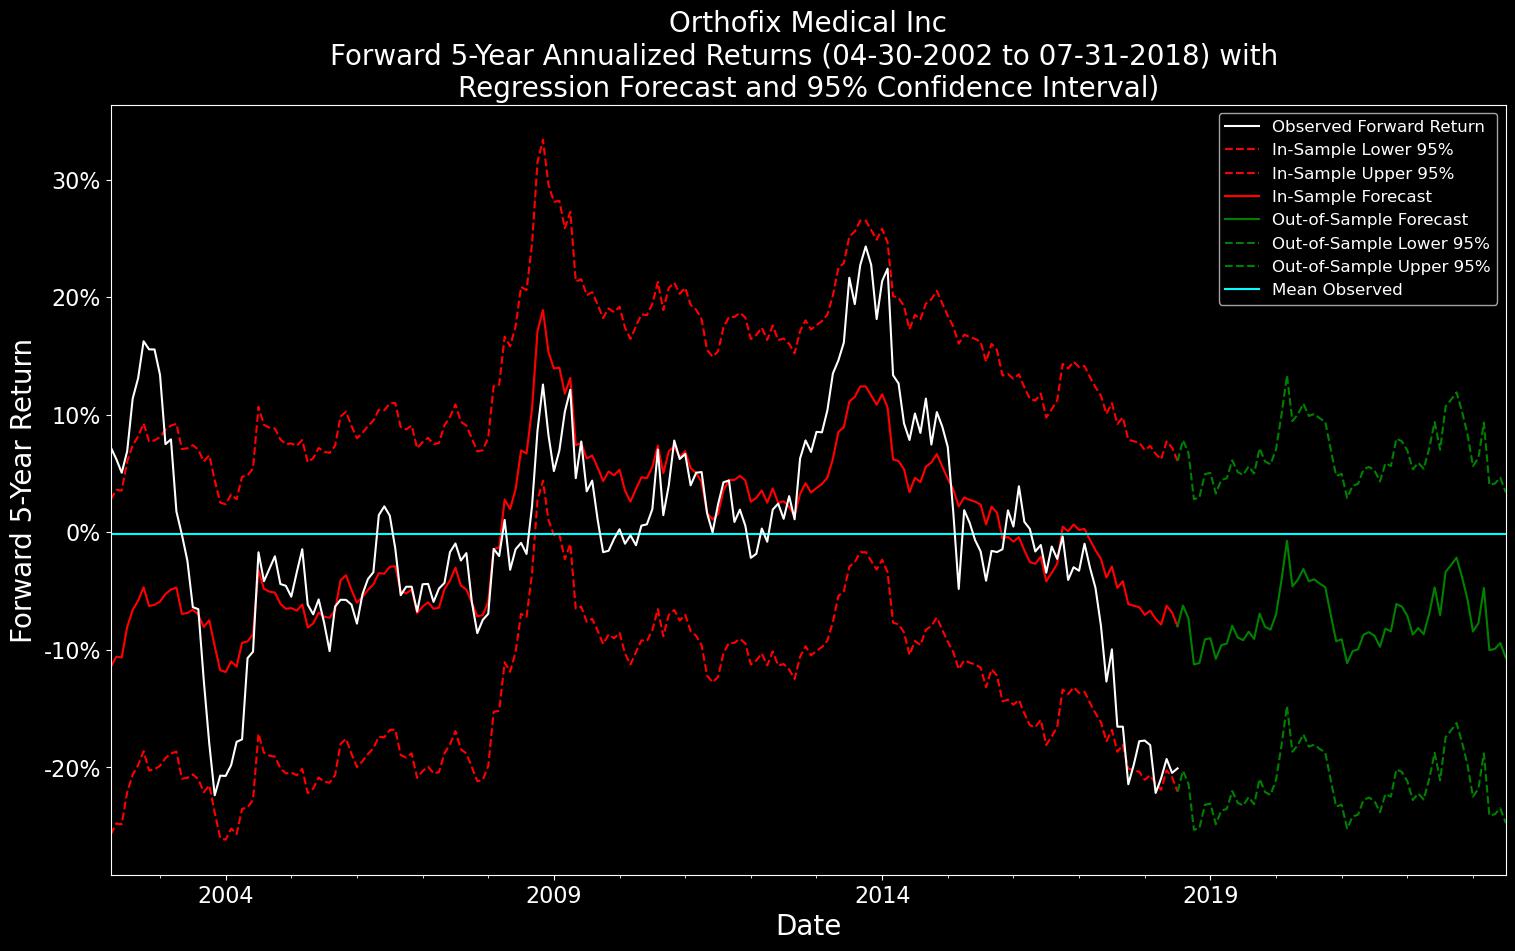 Orthofix Medical Inc
Forward 5-Year Annualized Returns (04-30-2002 to 07-31-2018) with
Regression Forecast and 95% Confidence Interval)
Observed Forward Return
In-Sample Lower 95%
In-Sample Upper 95%
In-Sample Forecast
Out-of-Sample Forecast
Out-of-Sample Lower 95%
Out-of-Sample Upper 95%
Mean Observed
Forward 5-Year Return
30%
20%
10%
0%
-10%
-20%
2004
2009
2014
2019
Date